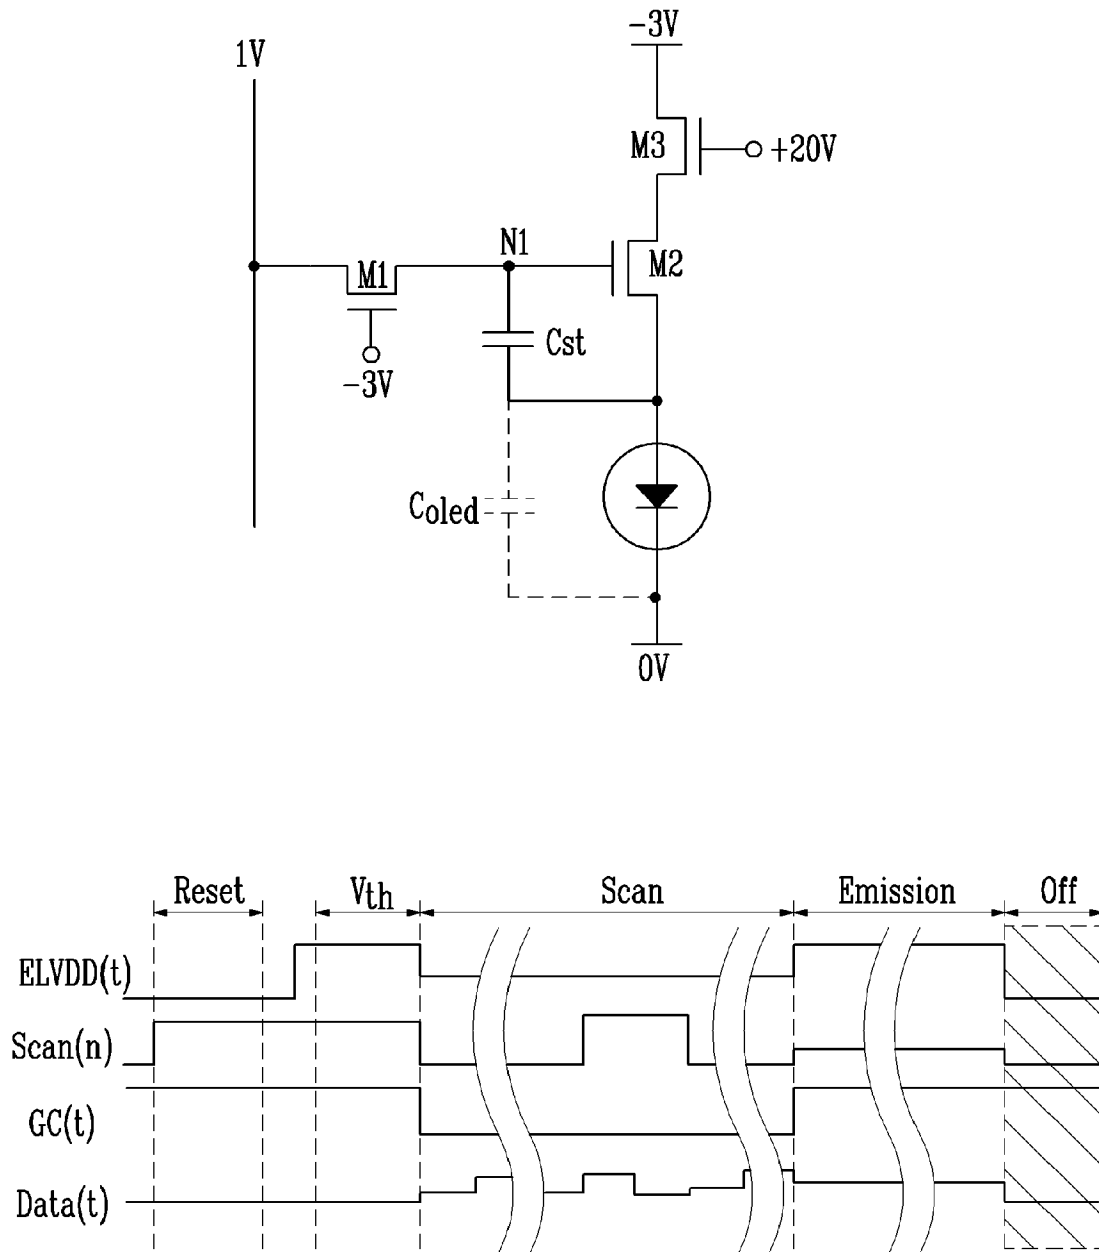 -3V
1V
M3
+20V
N1
M2
M1
Cst
-3V
Coled
0V
Reset
Vth
Scan
Emission
Off
ELVDD(t)
Scan(n)
GC(t)
Data(t)